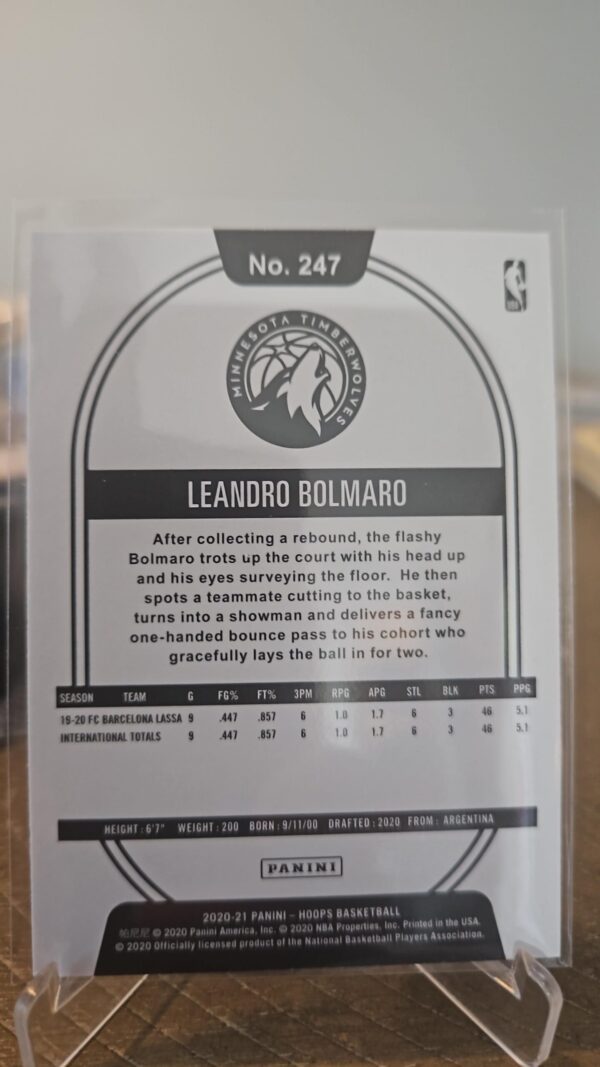 No. 247
MINNESOTA TIMBERWOLVES
LEANDRO BOLMARO
After collecting a rebound, the flashy
Bolmaro trots up the court with his head up
and his eyes surveying the floor. He then
spots a teammate cutting to the basket,
turns into a showman and delivers a fancy
one-handed bounce pass to his cohort who
gracefully lays the ball in for two.
SEASON TEAM G FG% FT% 3PM RPG APG STL BLK PTS PPG
19-20 FC BARCELONA LASSA 9 .447 .857 6 1.0 1.7 6 3 46 5.1
INTERNATIONAL TOTALS 9 .447 .857 6 1.0 1.7 6 3 46 5.1
HEIGHT: 6'7" WEIGHT: 200 BORN: 9/11/00 DRAFTED: 2020 FROM: ARGENTINA
PANINI
2020-21 PANINI – HOOPS BASKETBALL
帕尼尼 © 2020 Panini America, Inc. © 2020 NBA Properties, Inc. Printed in the USA.
© 2020 Officially licensed product of the National Basketball Players Association.